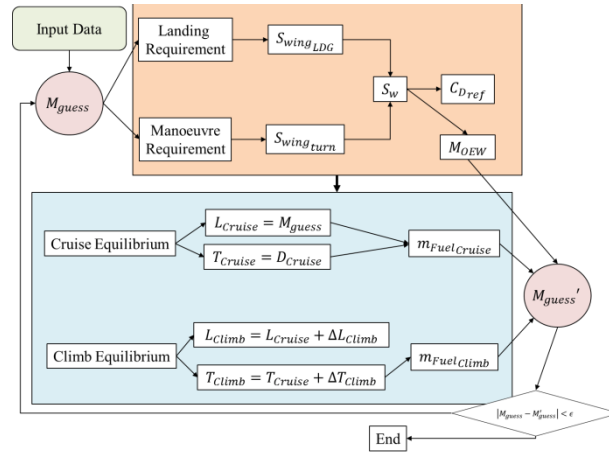 Input Data
M_guess
Landing
Requirement
S_wing_LDG
S_w
C_D_ref
Manoeuvre
Requirement
S_wing_turn
M_OEW
Cruise Equilibrium
L_Cruise = M_guess
T_Cruise = D_Cruise
m_Fuel_Cruise
M_guess'
Climb Equilibrium
L_Climb = L_Cruise + ΔL_Climb
T_Climb = T_Cruise + ΔT_Climb
m_Fuel_Climb
|M_guess − M'_guess| < ϵ
End